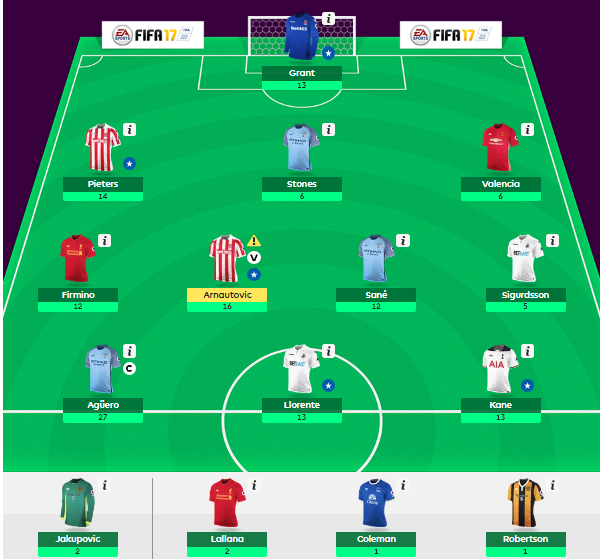 EA SPORTS FIFA 17
EA SPORTS FIFA 17
i
Grant
13
i
i
i
Pieters
Stones
Valencia
14
6
6
i
i
i
V
Firmino
Arnautovic
Sané
Sigurdsson
12
16
12
5
i
i
i
C
AIA
Agüero
Llorente
Kane
27
13
13
i
i
i
i
Jakupovic
Lallana
Coleman
Robertson
2
2
1
1